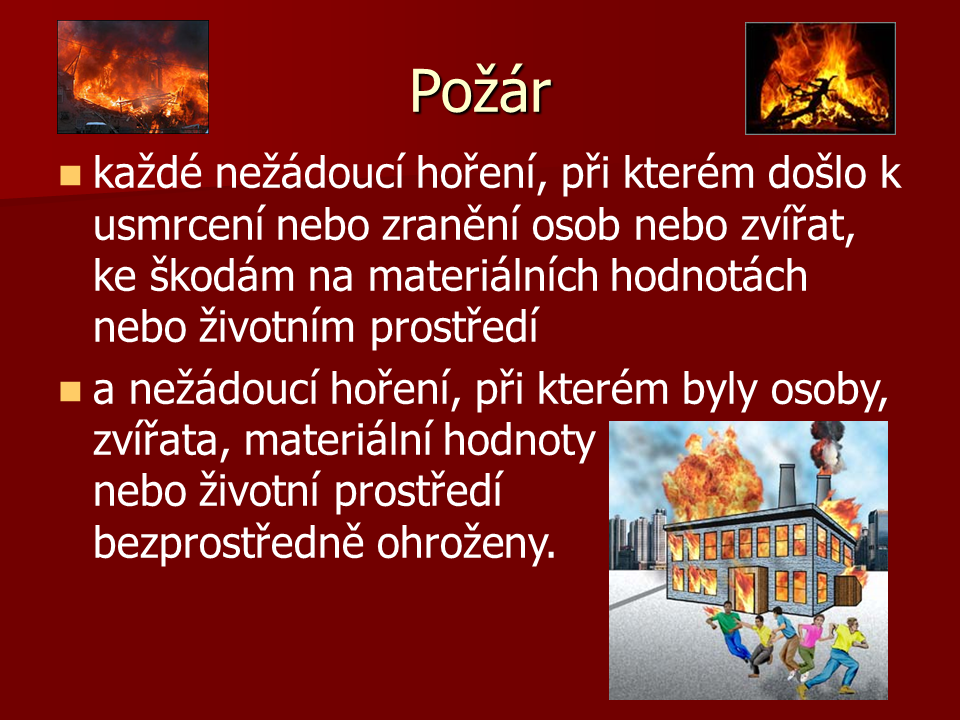 Požár
každé nežádoucí hoření, při kterém došlo k
usmrcení nebo zranění osob nebo zvířat,
ke škodám na materiálních hodnotách
nebo životním prostředí
a nežádoucí hoření, při kterém byly osoby,
zvířata, materiální hodnoty
nebo životní prostředí
bezprostředně ohroženy.